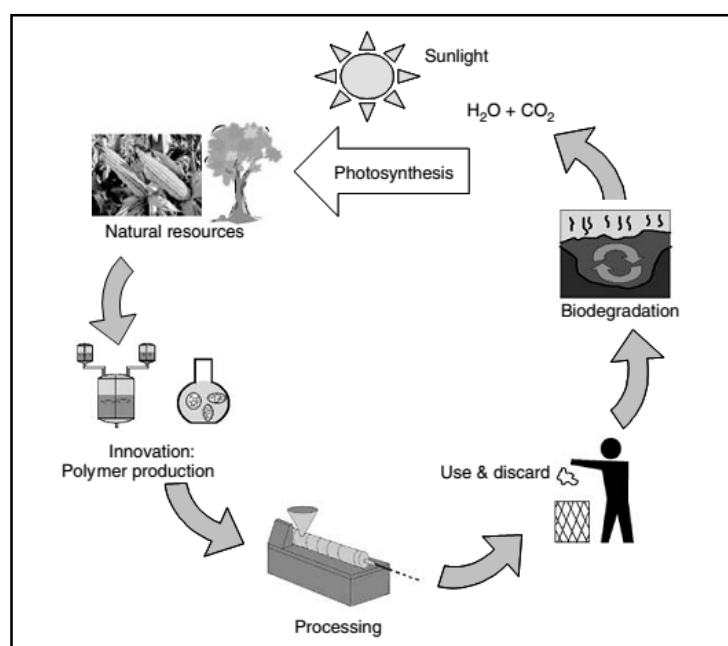 Sunlight
H₂O + CO₂
Photosynthesis
Natural resources
Biodegradation
Innovation:
Polymer production
Use & discard
Processing